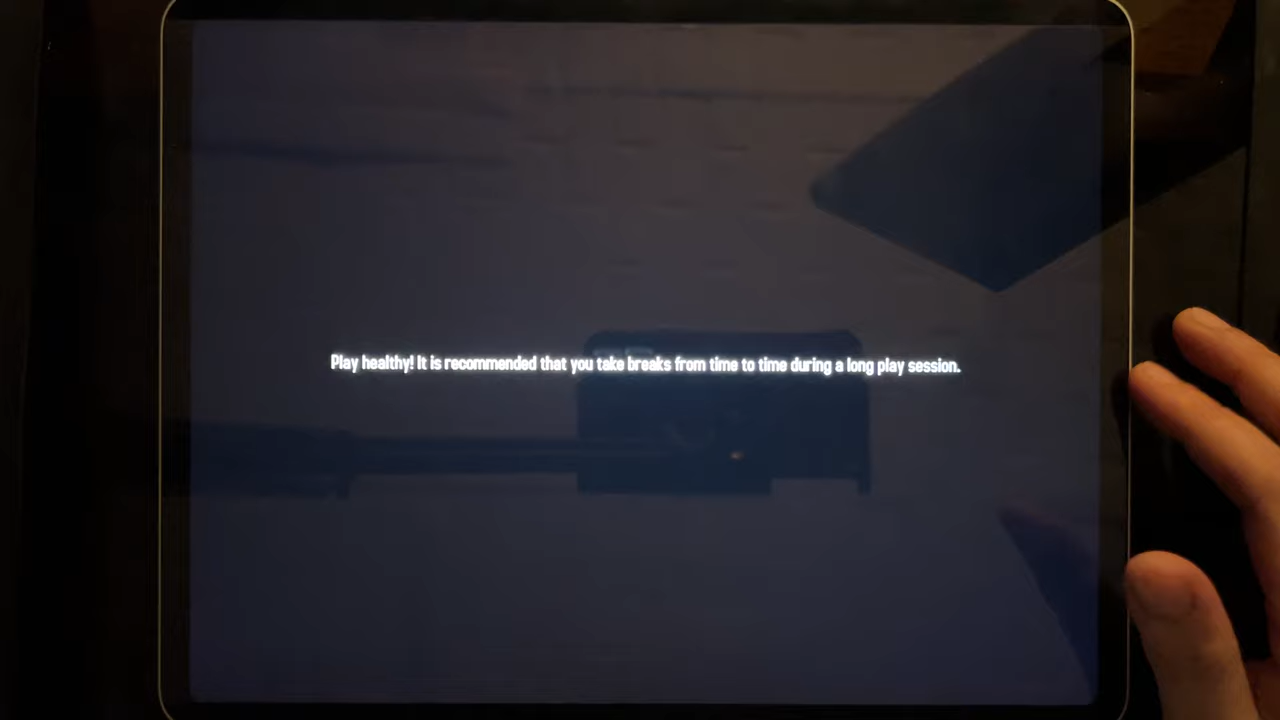 Play healthy! It is recommended that you take breaks from time to time during a long play session.